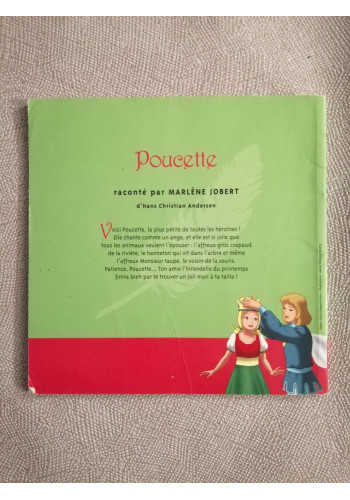 Poucette
raconté par MARLÈNE JOBERT
d'Hans Christian Andersen
Voici Poucette, la plus petite de toutes les héroïnes !
Elle chante comme un ange, et elle est si jolie que
tous les animaux veulent l'épouser : l'affreux gros crapaud
de la rivière, le hanneton qui vit dans l'arbre et même
l'affreux Monsieur taupe, le voisin de la souris.
Patience, Poucette... Ton amie l'hirondelle du printemps
finira bien par te trouver un joli mari à ta taille !